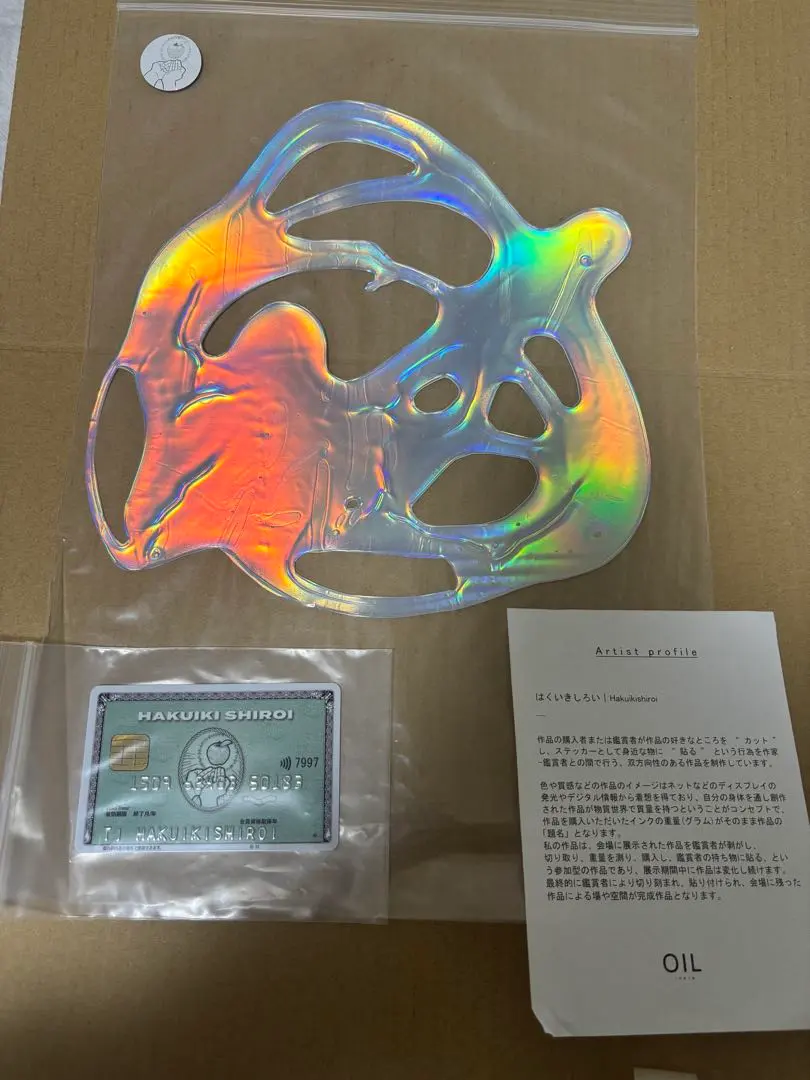 HAKUIKI SHIROI
7997
会員資格取得年
有効期限 終了月/年
HAKUIKISHIROI
Artist profile
はくいきしろい | Hakuikishiroi
作品の購入者または鑑賞者が作品の好きなところを “ カット ”
し、ステッカーとして身近な物に “ 貼る ” という行為を作家
-鑑賞者との間で行う、双方向性のある作品を制作しています。
色や質感などの作品のイメージはネットなどのディスプレイの
発光やデジタル情報から着想を得ており、自分の身体を通し創作
された作品が物質世界で質量を持つということがコンセプトで、
作品を購入いただいたインクの重量(グラム)がそのまま作品の
「題名」となります。
私の作品は、会場に展示された作品を鑑賞者が剥がし、
切り取り、重量を測り、購入し、鑑賞者の持ち物に貼る、とい
う参加型の作品であり、展示期間中に作品は変化し続けます。
最終的に鑑賞者により切り刻まれ、貼り付けられ、会場に残った
作品による場や空間が完成作品となります。
OIL